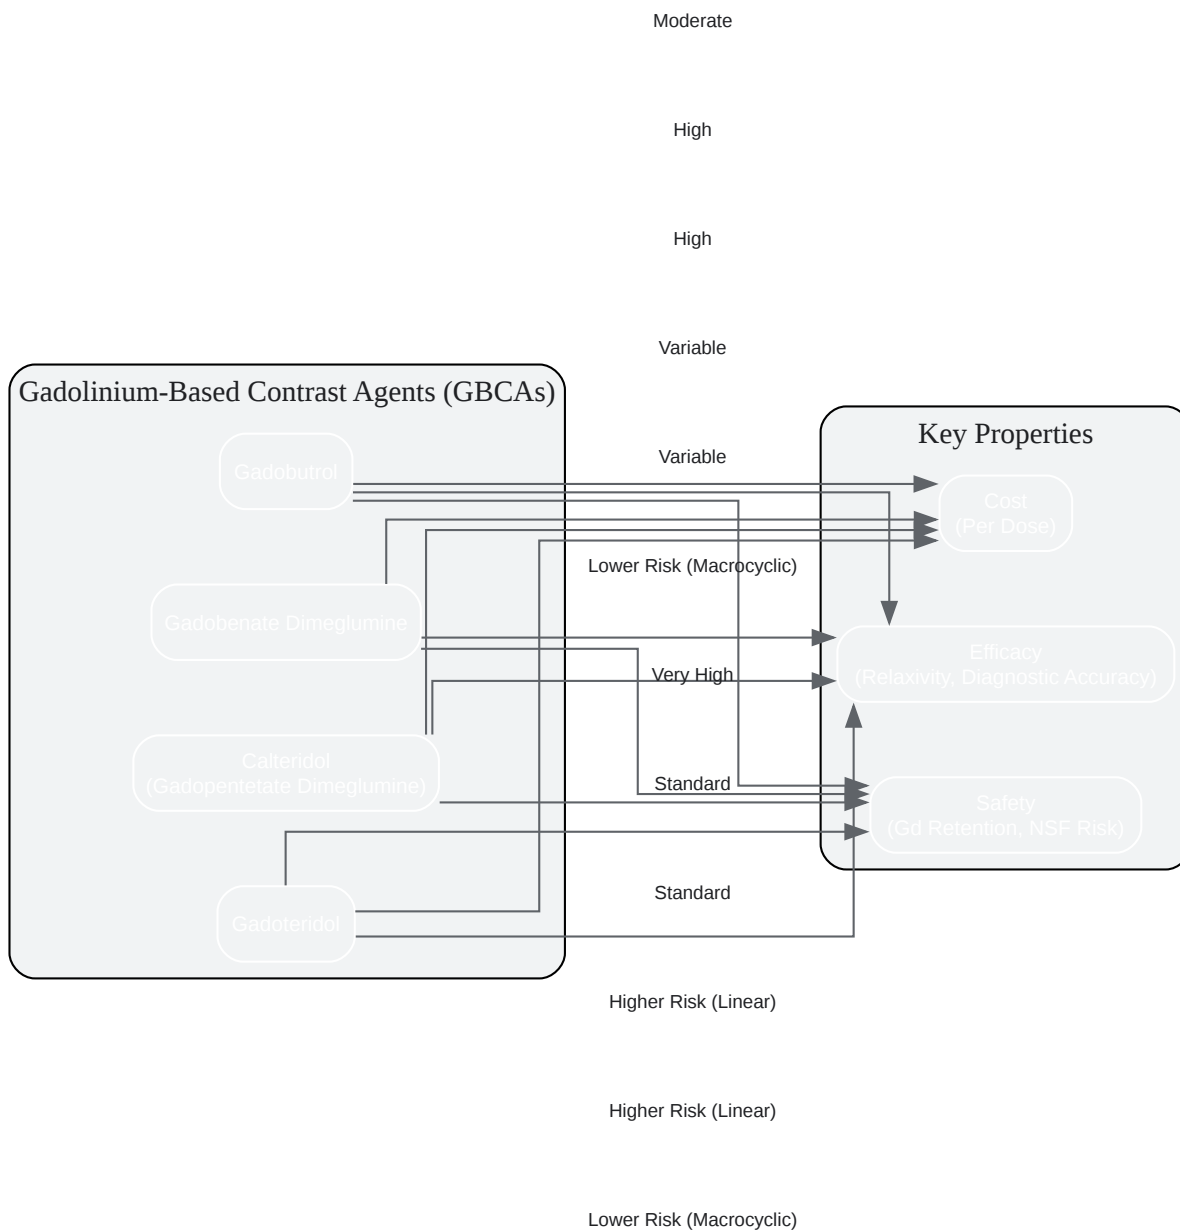 Moderate
High
High
Variable
Gadolinium-Based Contrast Agents (GBCAs)
Gadobutrol
Gadobenate Dimeglumine
Calteridol
(Gadopentetate Dimeglumine)
Gadoteridol
Variable
Lower Risk (Macrocyclic)
Very High
Standard
Standard
Higher Risk (Linear)
Higher Risk (Linear)
Lower Risk (Macrocyclic)
Key Properties
Cost
(Per Dose)
Efficacy
(Relaxivity, Diagnostic Accuracy)
Safety
(Gd Retention, NSF Risk)